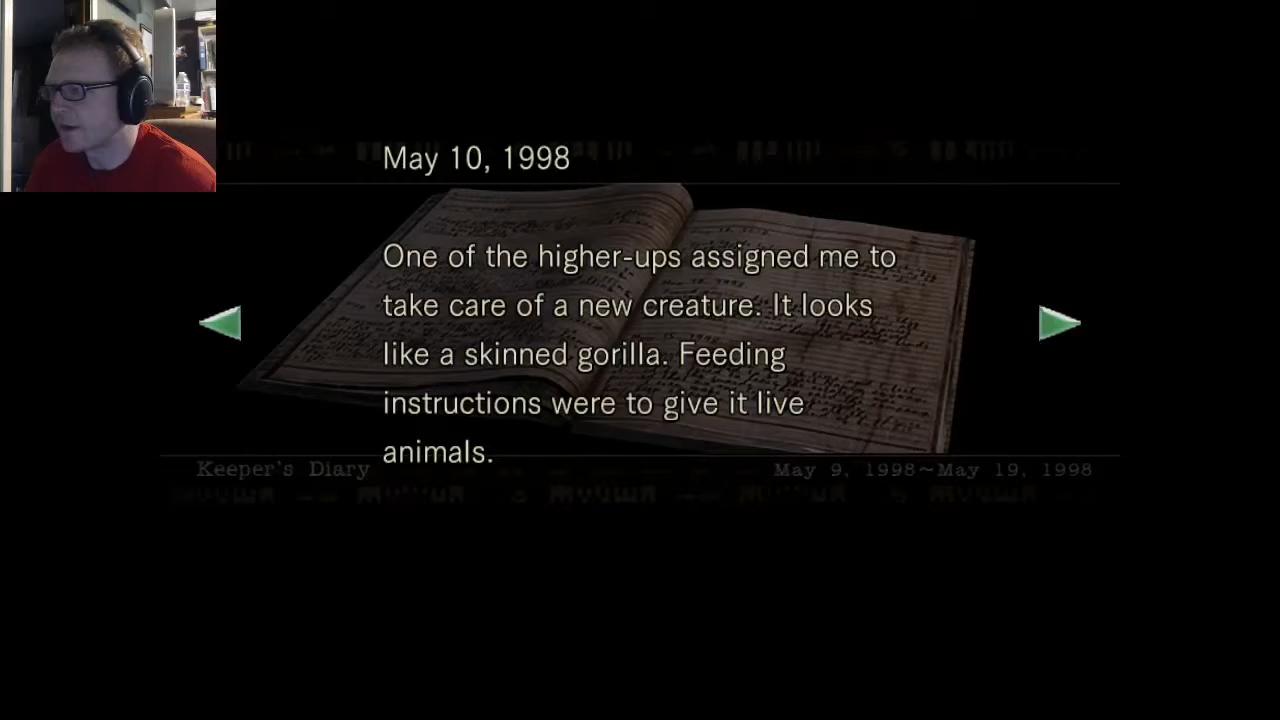 May 10, 1998
One of the higher-ups assigned me to
take care of a new creature. It looks
like a skinned gorilla. Feeding
instructions were to give it live
animals.
Keeper's Diary
May 9, 1998~May 19, 1998